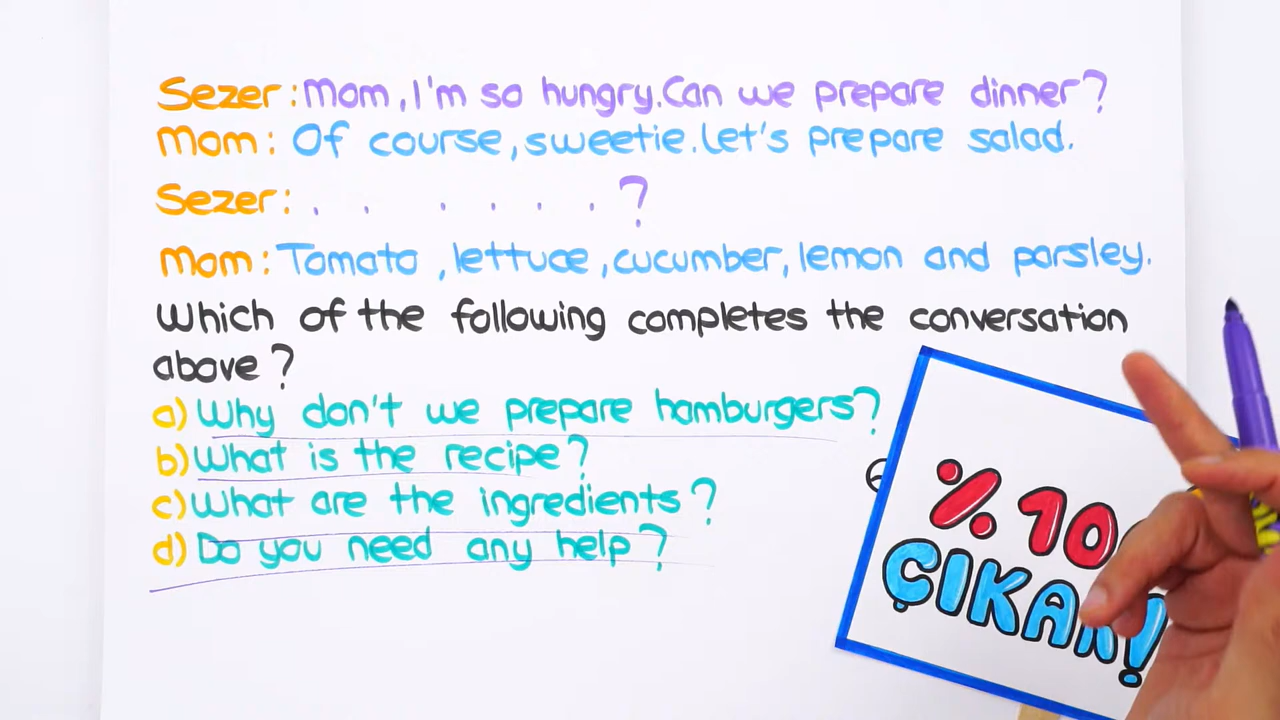 Sezer: Mom, I'm so hungry. Can we prepare dinner?
Mom: Of course, sweetie. Let's prepare salad.
Sezer: . . . . . . ?
Mom: Tomato, lettuce, cucumber, lemon and parsley.
Which of the following completes the conversation
above?
a) Why don't we prepare hamburgers?
b) What is the recipe?
c) What are the ingredients?
d) Do you need any help?
ÇIKAR!